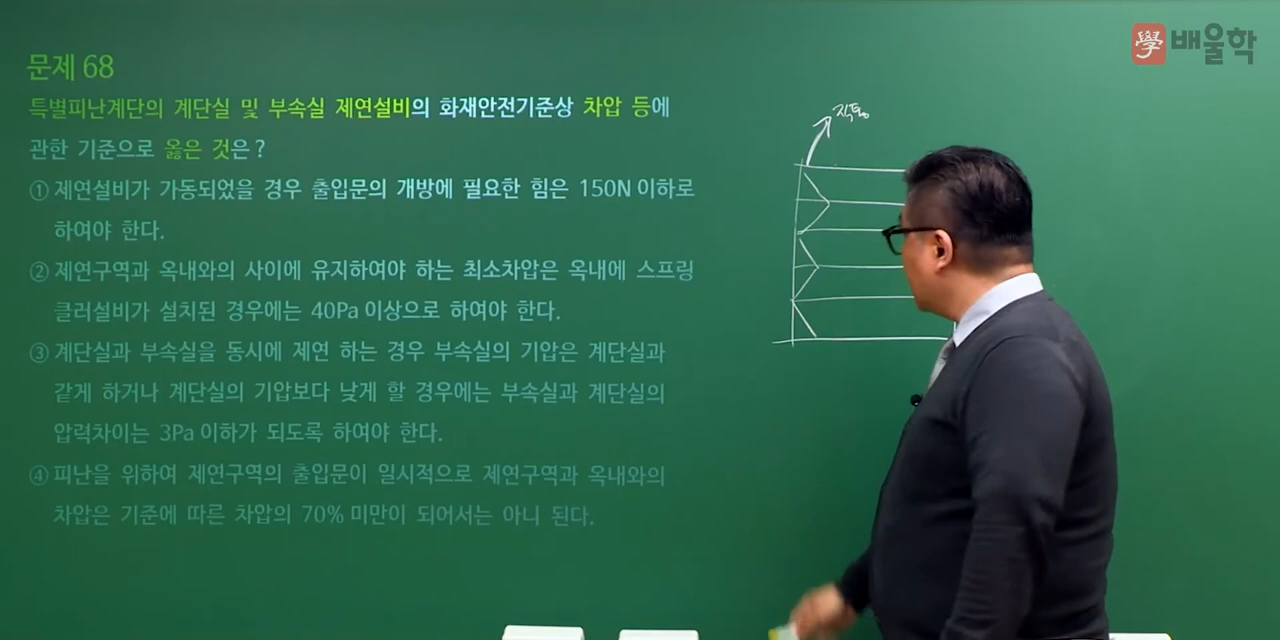 學 배울학
문제 68
특별피난계단의 계단실 및 부속실 제연설비의 화재안전기준상 차압 등에
관한 기준으로 옳은 것은?
① 제연설비가 가동되었을 경우 출입문의 개방에 필요한 힘은 150N 이하로
하여야 한다.
② 제연구역과 옥내와의 사이에 유지하여야 하는 최소차압은 옥내에 스프링
클러설비가 설치된 경우에는 40Pa 이상으로 하여야 한다.
③ 계단실과 부속실을 동시에 제연 하는 경우 부속실의 기압은 계단실과
같게 하거나 계단실의 기압보다 낮게 할 경우에는 부속실과 계단실의
압력차이는 3Pa 이하가 되도록 하여야 한다.
④ 피난을 위하여 제연구역의 출입문이 일시적으로 제연구역과 옥내와의
차압은 기준에 따른 차압의 70% 미만이 되어서는 아니 된다.